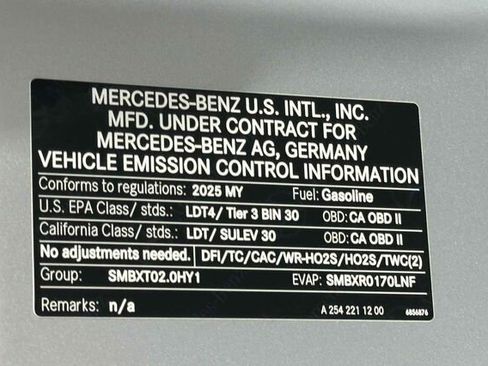 MERCEDES-BENZ U.S. INTL., INC.
MFD. UNDER CONTRACT FOR
MERCEDES-BENZ AG, GERMANY
VEHICLE EMISSION CONTROL INFORMATION
Conforms to regulations: 2025 MY Fuel: Gasoline
U.S. EPA Class/ stds.: LDT4/ Tier 3 BIN 30 OBD: CA OBD II
California Class/ stds.: LDT/ SULEV 30 OBD: CA OBD II
No adjustments needed. DFI/TC/CAC/WR-HO2S/HO2S/TWC(2)
Group: SMBXT02.0HY1 EVAP: SMBXR0170LNF
Remarks: n/a A 254 221 12 00 6856876